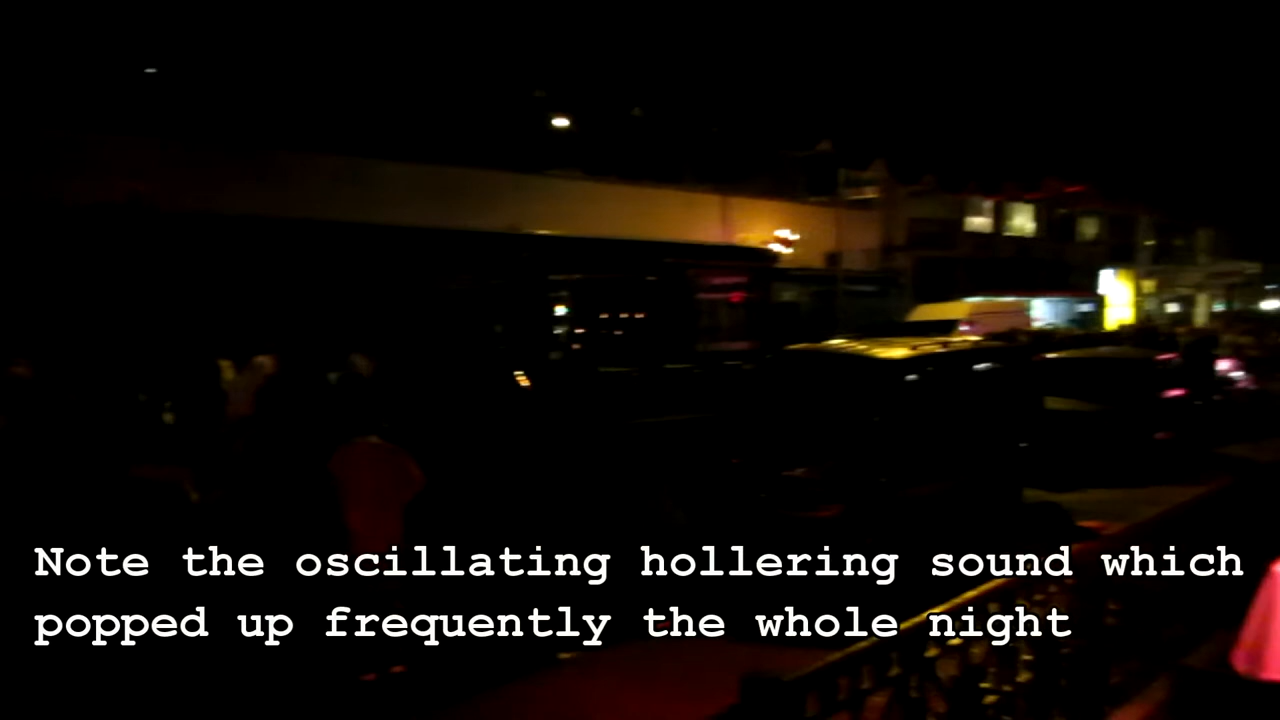 Note the oscillating hollering sound which
popped up frequently the whole night